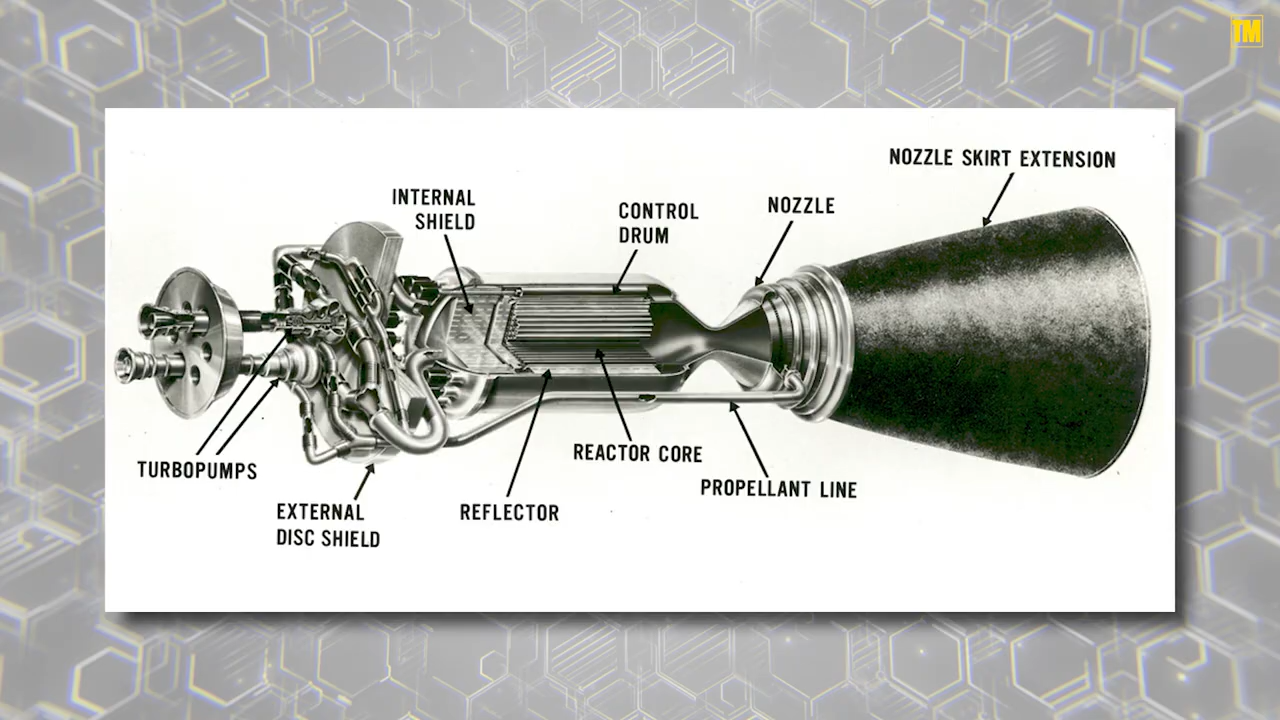 TM
NOZZLE SKIRT EXTENSION
INTERNAL
SHIELD
CONTROL
DRUM
NOZZLE
TURBOPUMPS
EXTERNAL
DISC SHIELD
REFLECTOR
REACTOR CORE
PROPELLANT LINE